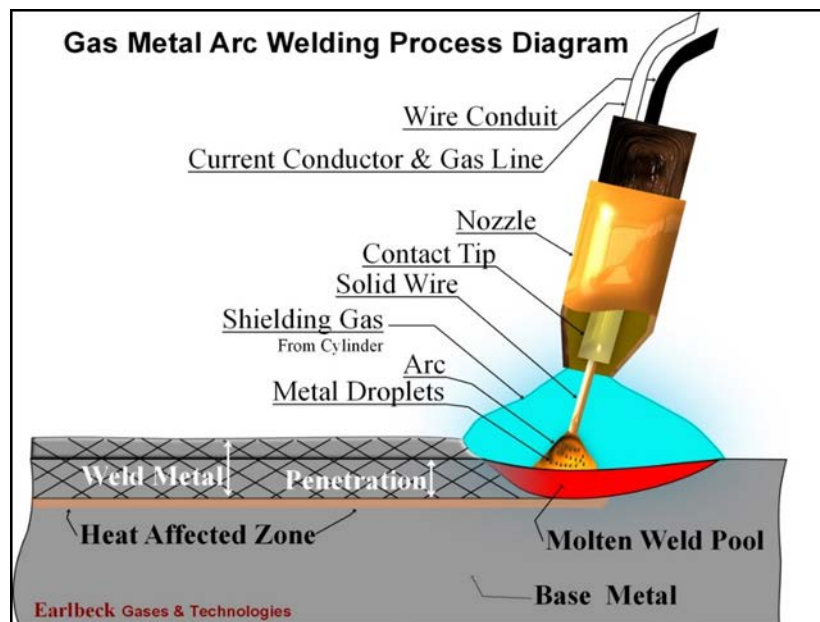 Gas Metal Arc Welding Process Diagram
Wire Conduit
Current Conductor & Gas Line
Nozzle
Contact Tip
Solid Wire
Shielding Gas
From Cylinder
Arc
Metal Droplets
Weld Metal
Penetration
Heat Affected Zone
Molten Weld Pool
Base Metal
Earlbeck Gases & Technologies